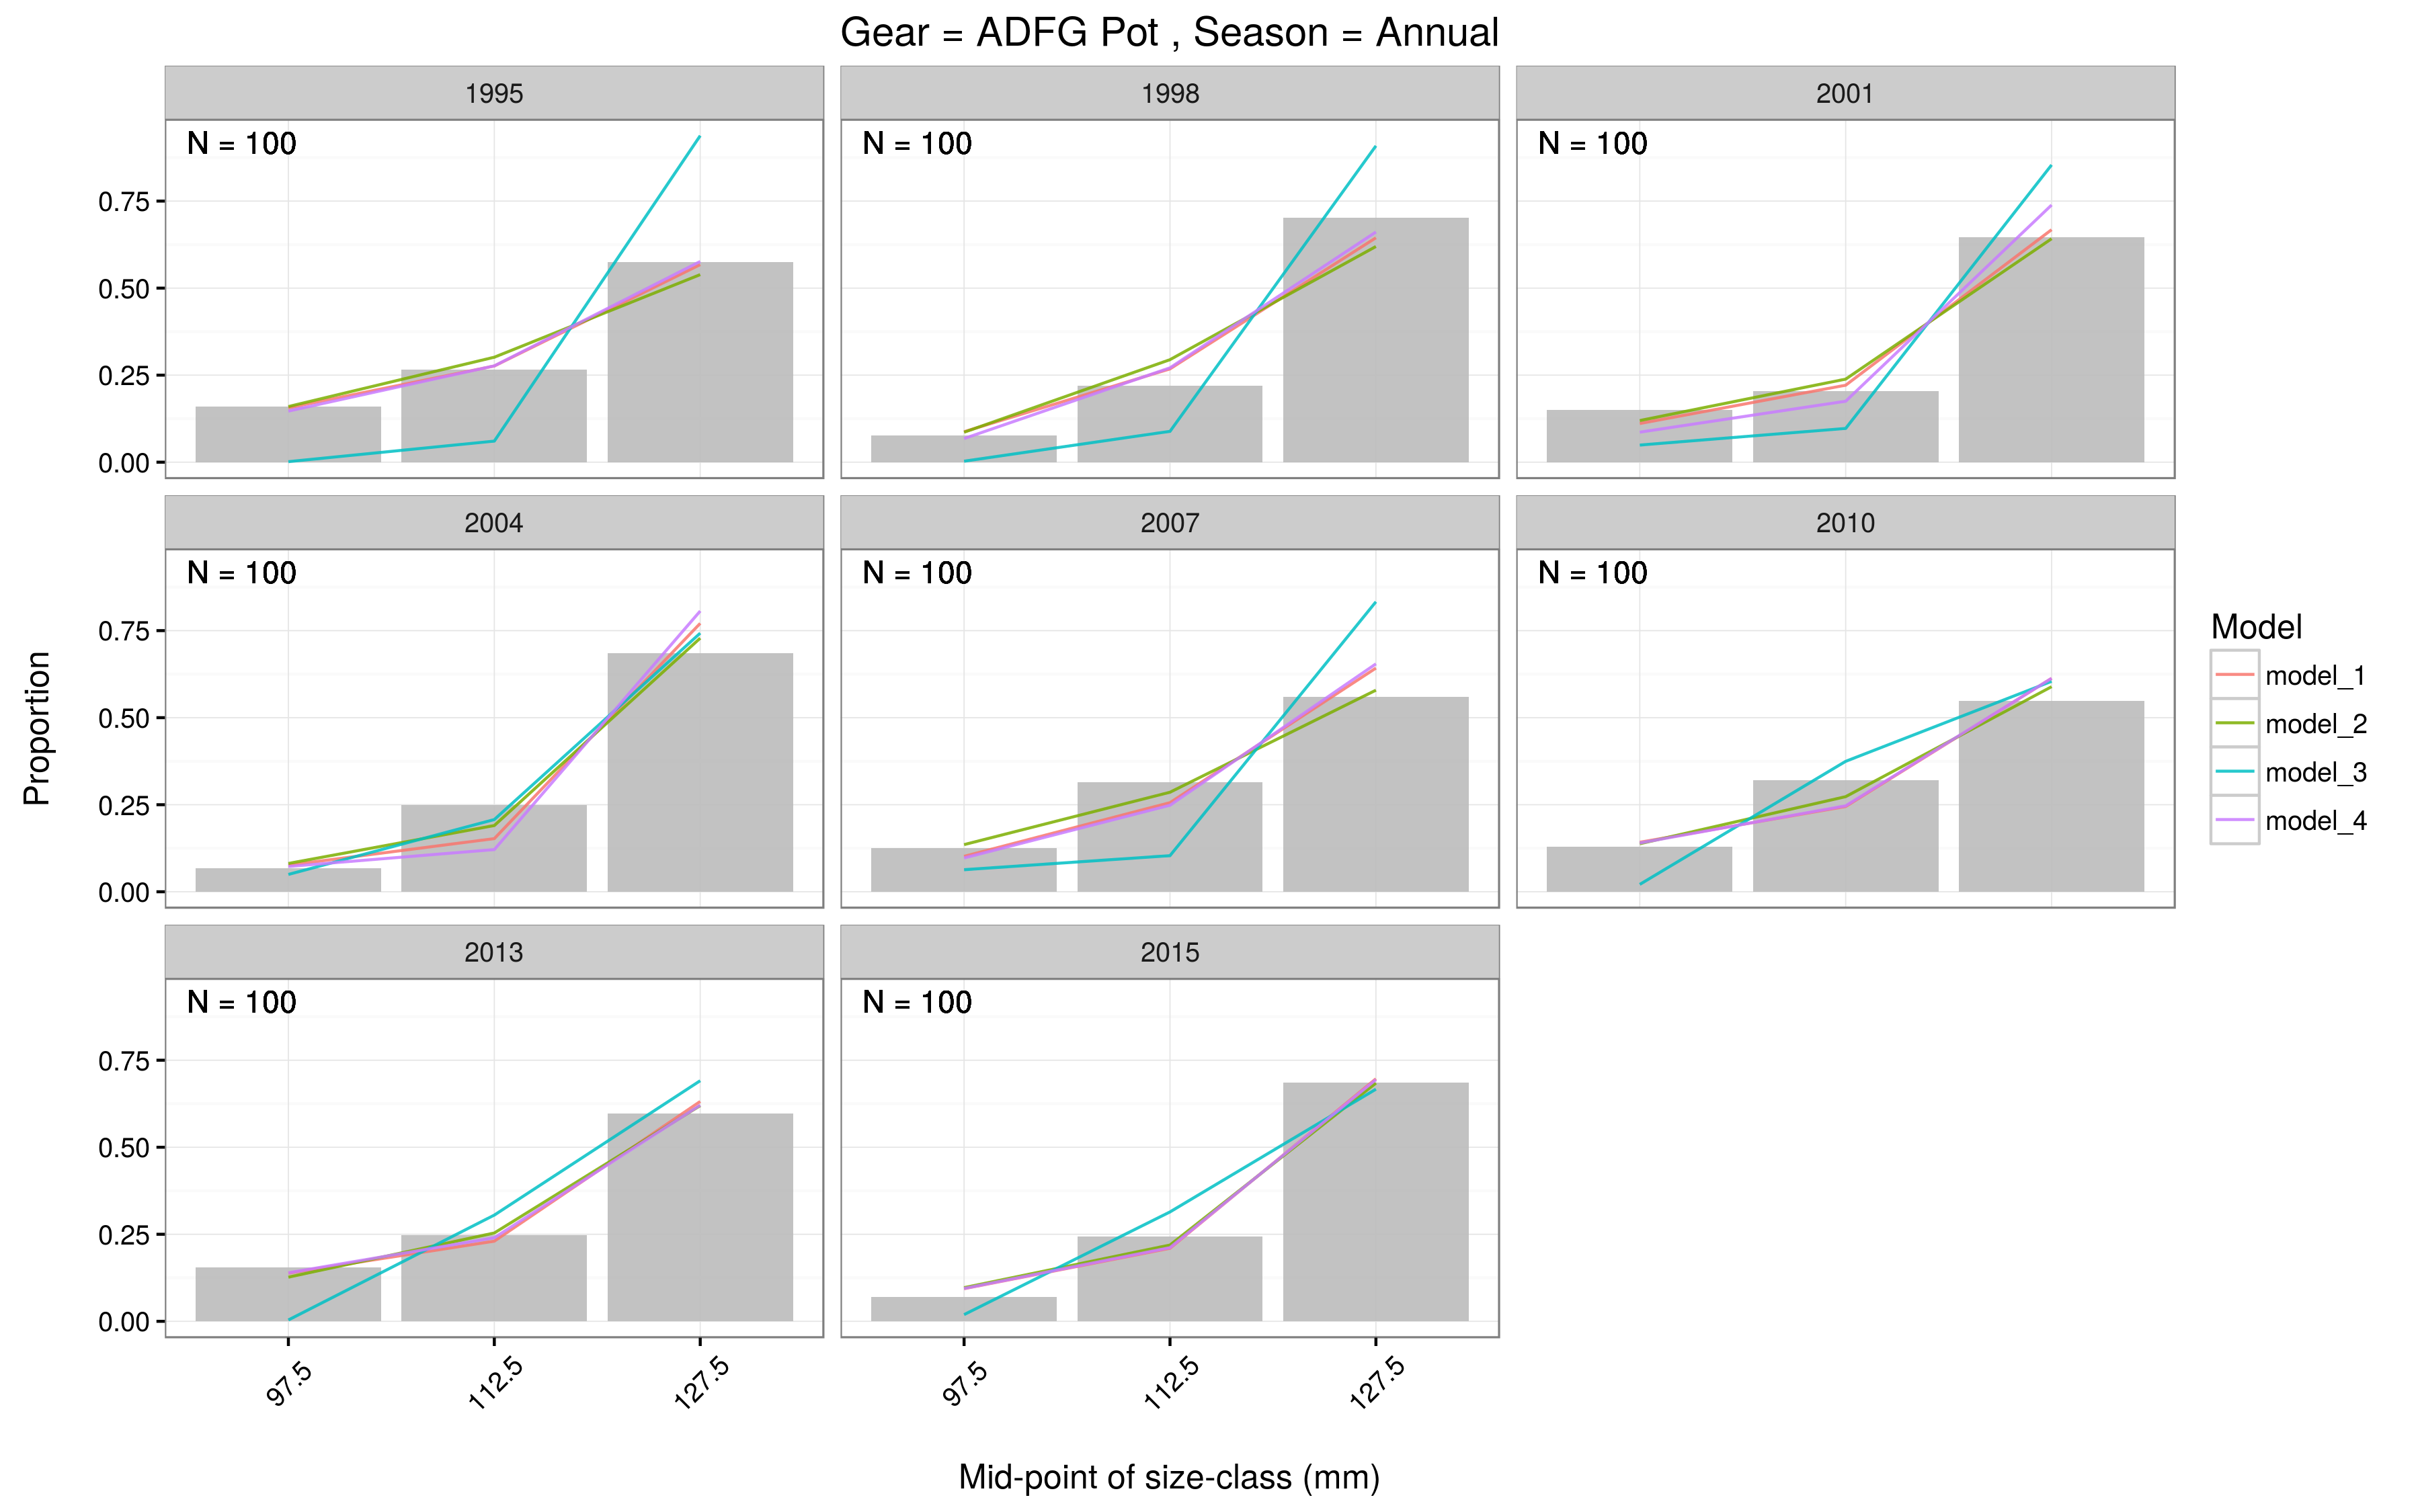 Gear = ADFG Pot , Season = Annual
1995
1998
2001
N = 100
N = 100
N = 100
0.75
0.50
0.25
0.00
2004
2007
2010
N = 100
N = 100
N = 100
0.75
0.50
0.25
0.00
2013
2015
N = 100
N = 100
0.75
0.50
0.25
0.00
97.5
112.5
127.5
97.5
112.5
127.5
Proportion
Mid-point of size-class (mm)
Model
model_1
model_2
model_3
model_4